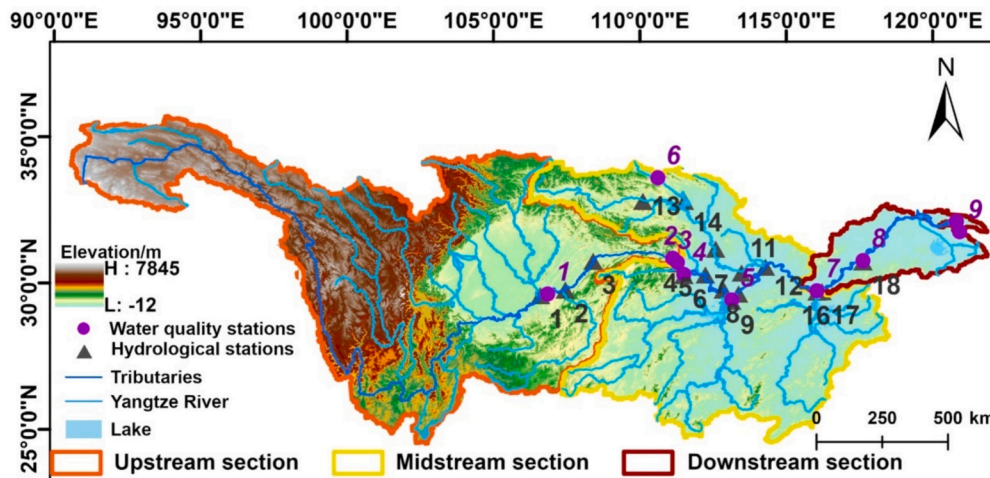 90°0'0"E 95°0'0"E 100°0'0"E 105°0'0"E 110°0'0"E 115°0'0"E 120°0'0"E
N
35°0'0"N
30°0'0"N
25°0'0"N
6
13
14
9
2
3
4
11
8
1
3
4
5
7
5
7
1
2
6
8
9
12
16
17
18
Elevation/m
H : 7845
L: -12
Water quality stations
Hydrological stations
Tributaries
Yangtze River
Lake
0 250 500 km
Upstream section Midstream section Downstream section